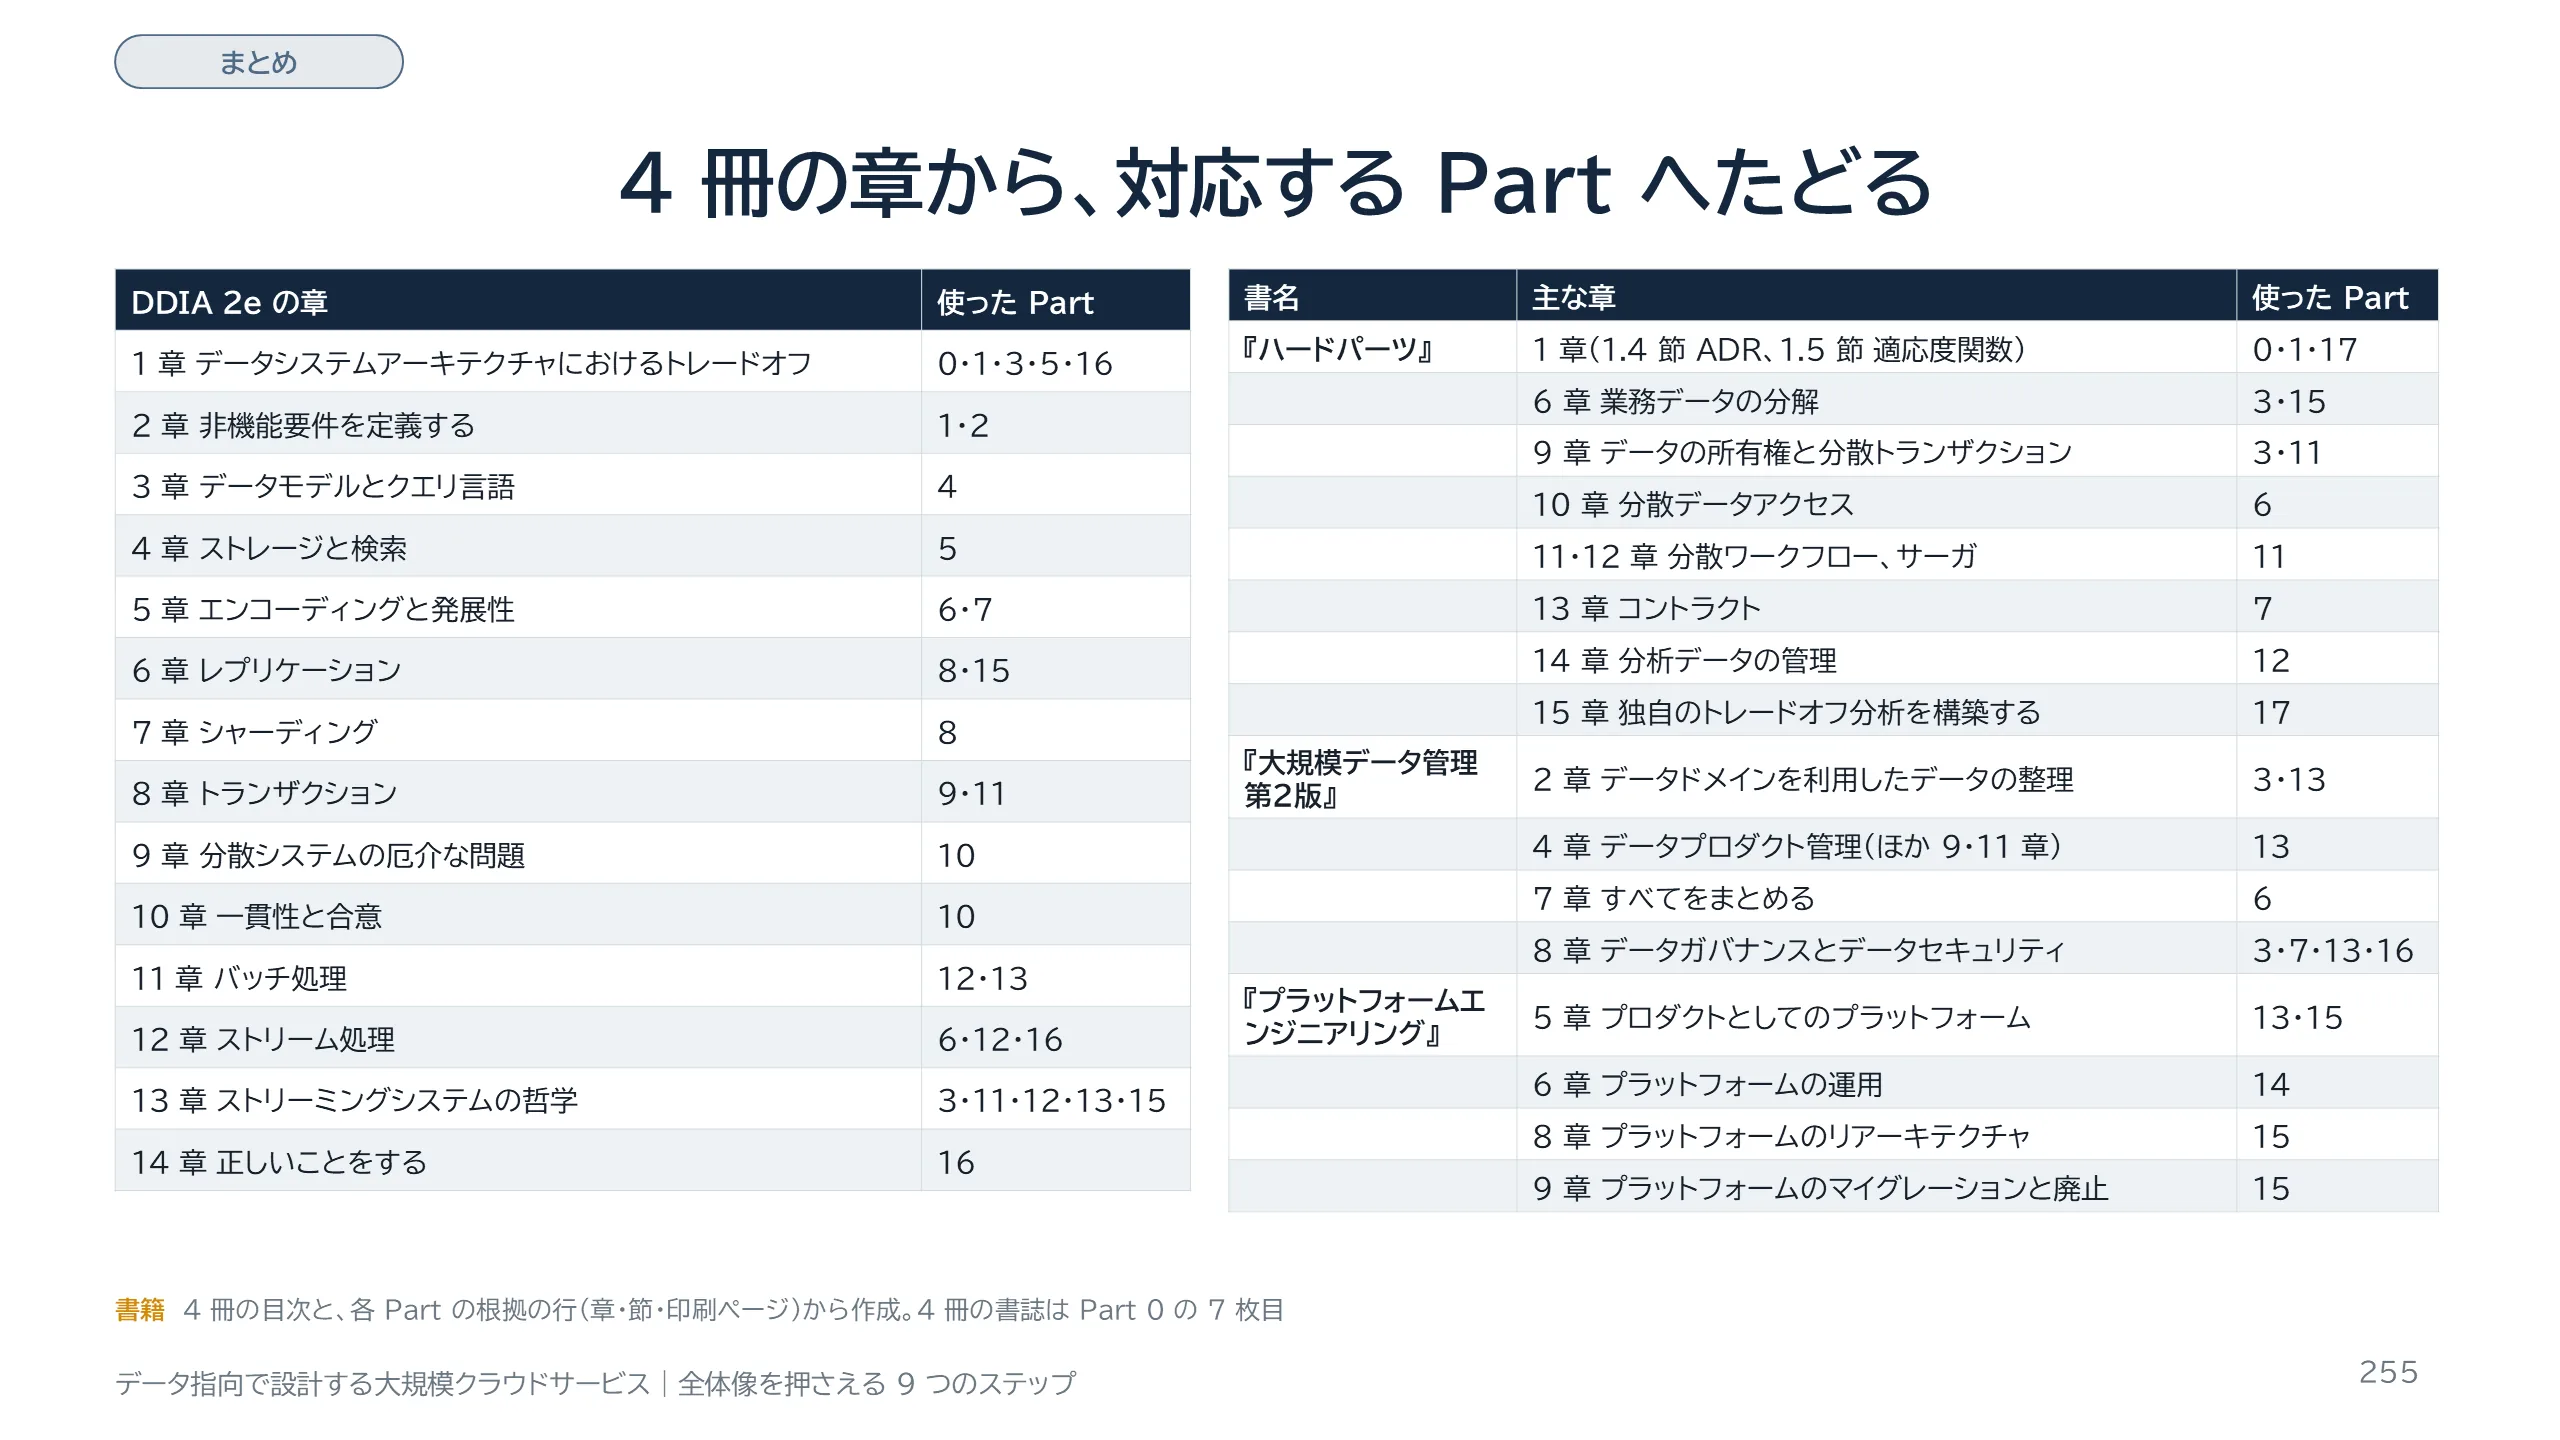 まとめ
4 冊の章から、対応する Part へたどる
DDIA 2e の章 使った Part
1 章 データシステムアーキテクチャにおけるトレードオフ 0・1・3・5・16
2 章 非機能要件を定義する 1・2
3 章 データモデルとクエリ言語 4
4 章 ストレージと検索 5
5 章 エンコーディングと発展性 6・7
6 章 レプリケーション 8・15
7 章 シャーディング 8
8 章 トランザクション 9・11
9 章 分散システムの厄介な問題 10
10 章 一貫性と合意 10
11 章 バッチ処理 12・13
12 章 ストリーム処理 6・12・16
13 章 ストリーミングシステムの哲学 3・11・12・13・15
14 章 正しいことをする 16
書名 主な章 使った Part
『ハードパーツ』 1 章（1.4 節 ADR、1.5 節 適応度関数） 0・1・17
6 章 業務データの分解 3・15
9 章 データの所有権と分散トランザクション 3・11
10 章 分散データアクセス 6
11・12 章 分散ワークフロー、サーガ 11
13 章 コントラクト 7
14 章 分析データの管理 12
15 章 独自のトレードオフ分析を構築する 17
『大規模データ管理
第2版』 2 章 データドメインを利用したデータの整理 3・13
4 章 データプロダクト管理（ほか 9・11 章） 13
7 章 すべてをまとめる 6
8 章 データガバナンスとデータセキュリティ 3・7・13・16
『プラットフォームエ
ンジニアリング』 5 章 プロダクトとしてのプラットフォーム 13・15
6 章 プラットフォームの運用 14
8 章 プラットフォームのリアーキテクチャ 15
9 章 プラットフォームのマイグレーションと廃止 15
書籍 4 冊の目次と、各 Part の根拠の行（章・節・印刷ページ）から作成。4 冊の書誌は Part 0 の 7 枚目
データ指向で設計する大規模クラウドサービス｜全体像を押さえる 9 つのステップ
255